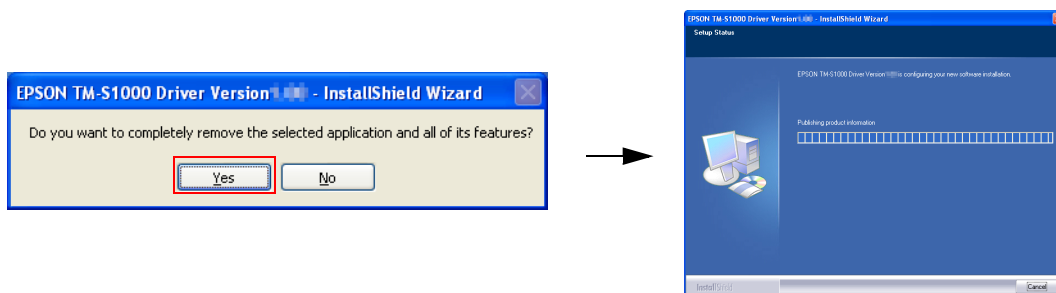 EPSON TM-S1000 Driver Version - InstallShield Wizard
Do you want to completely remove the selected application and all of its features?
Yes
No
EPSON TM-S1000 Driver Version - InstallShield Wizard
Setup Status
EPSON TM-S1000 Driver Version is configuring your new software installation.
Publishing product information
InstallShield
Cancel